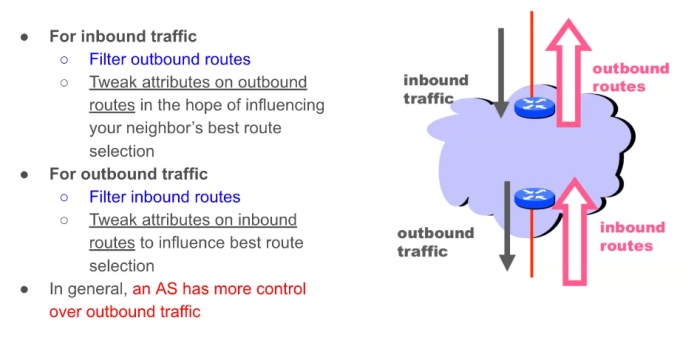 ● For inbound traffic
○ Filter outbound routes
○ Tweak attributes on outbound
routes in the hope of influencing
your neighbor's best route
selection
● For outbound traffic
○ Filter inbound routes
○ Tweak attributes on inbound
routes to influence best route
selection
● In general, an AS has more control
over outbound traffic
inbound
traffic
outbound
routes
outbound
traffic
inbound
routes